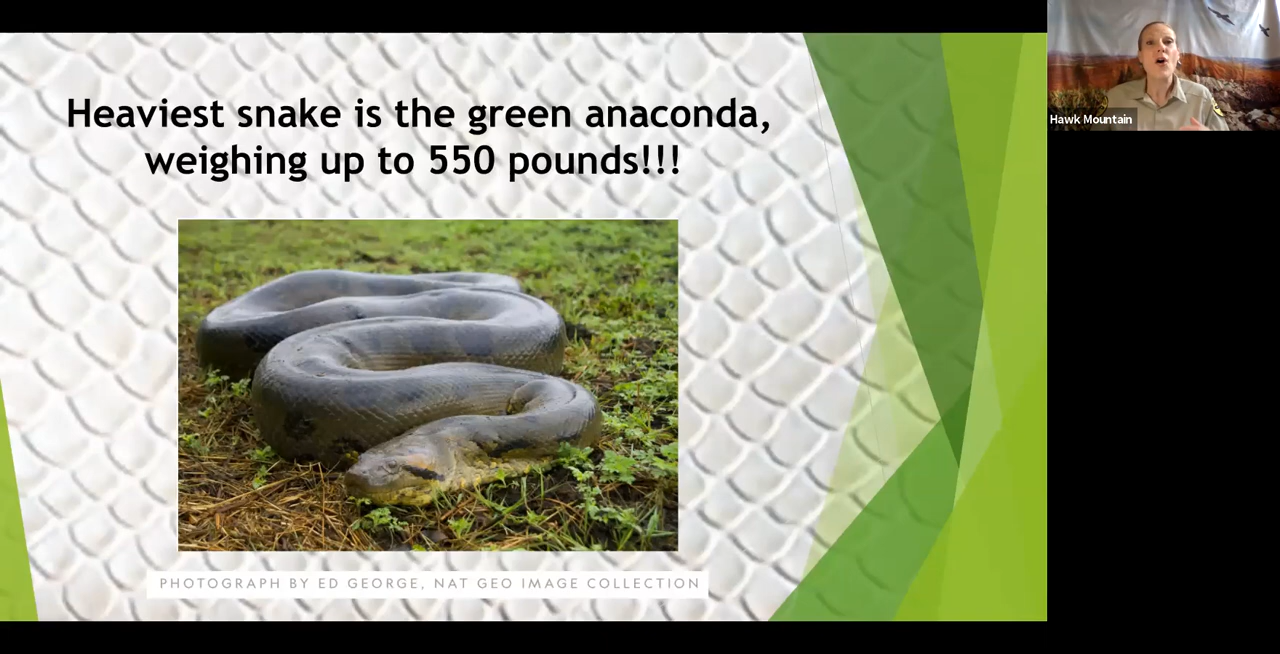 Heaviest snake is the green anaconda,
weighing up to 550 pounds!!!
PHOTOGRAPH BY ED GEORGE, NAT GEO IMAGE COLLECTION
Hawk Mountain